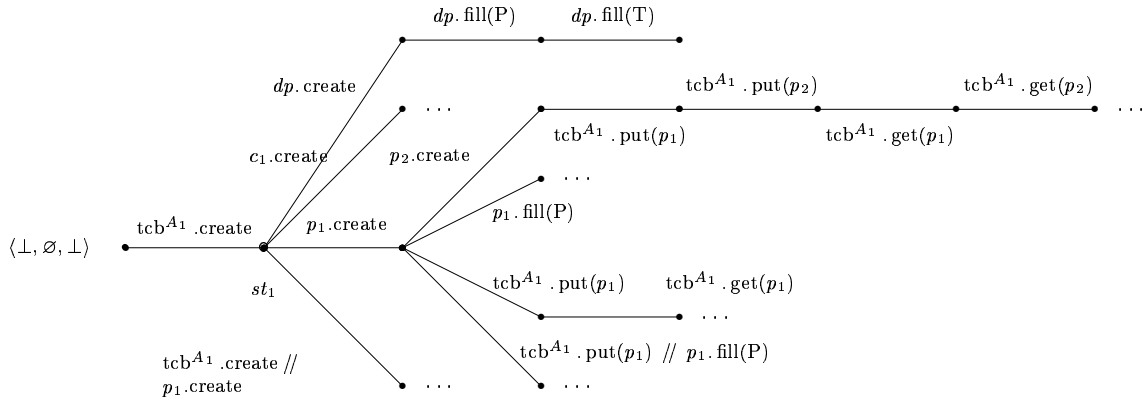 dp. fill(P) dp. fill(T)
dp.create
tcb^{A_1} . put(p_2) tcb^{A_1} . get(p_2)
. . .
. . .
tcb^{A_1} . put(p_1) tcb^{A_1} . get(p_1)
c_1.create p_2.create
. . .
p_1. fill(P)
tcb^{A_1} .create p_1.create
⟨⊥, ∅, ⊥⟩
st_1
tcb^{A_1} . put(p_1) tcb^{A_1} . get(p_1)
. . .
tcb^{A_1} . put(p_1) // p_1. fill(P)
tcb^{A_1} .create //
p_1.create
. . . . . .